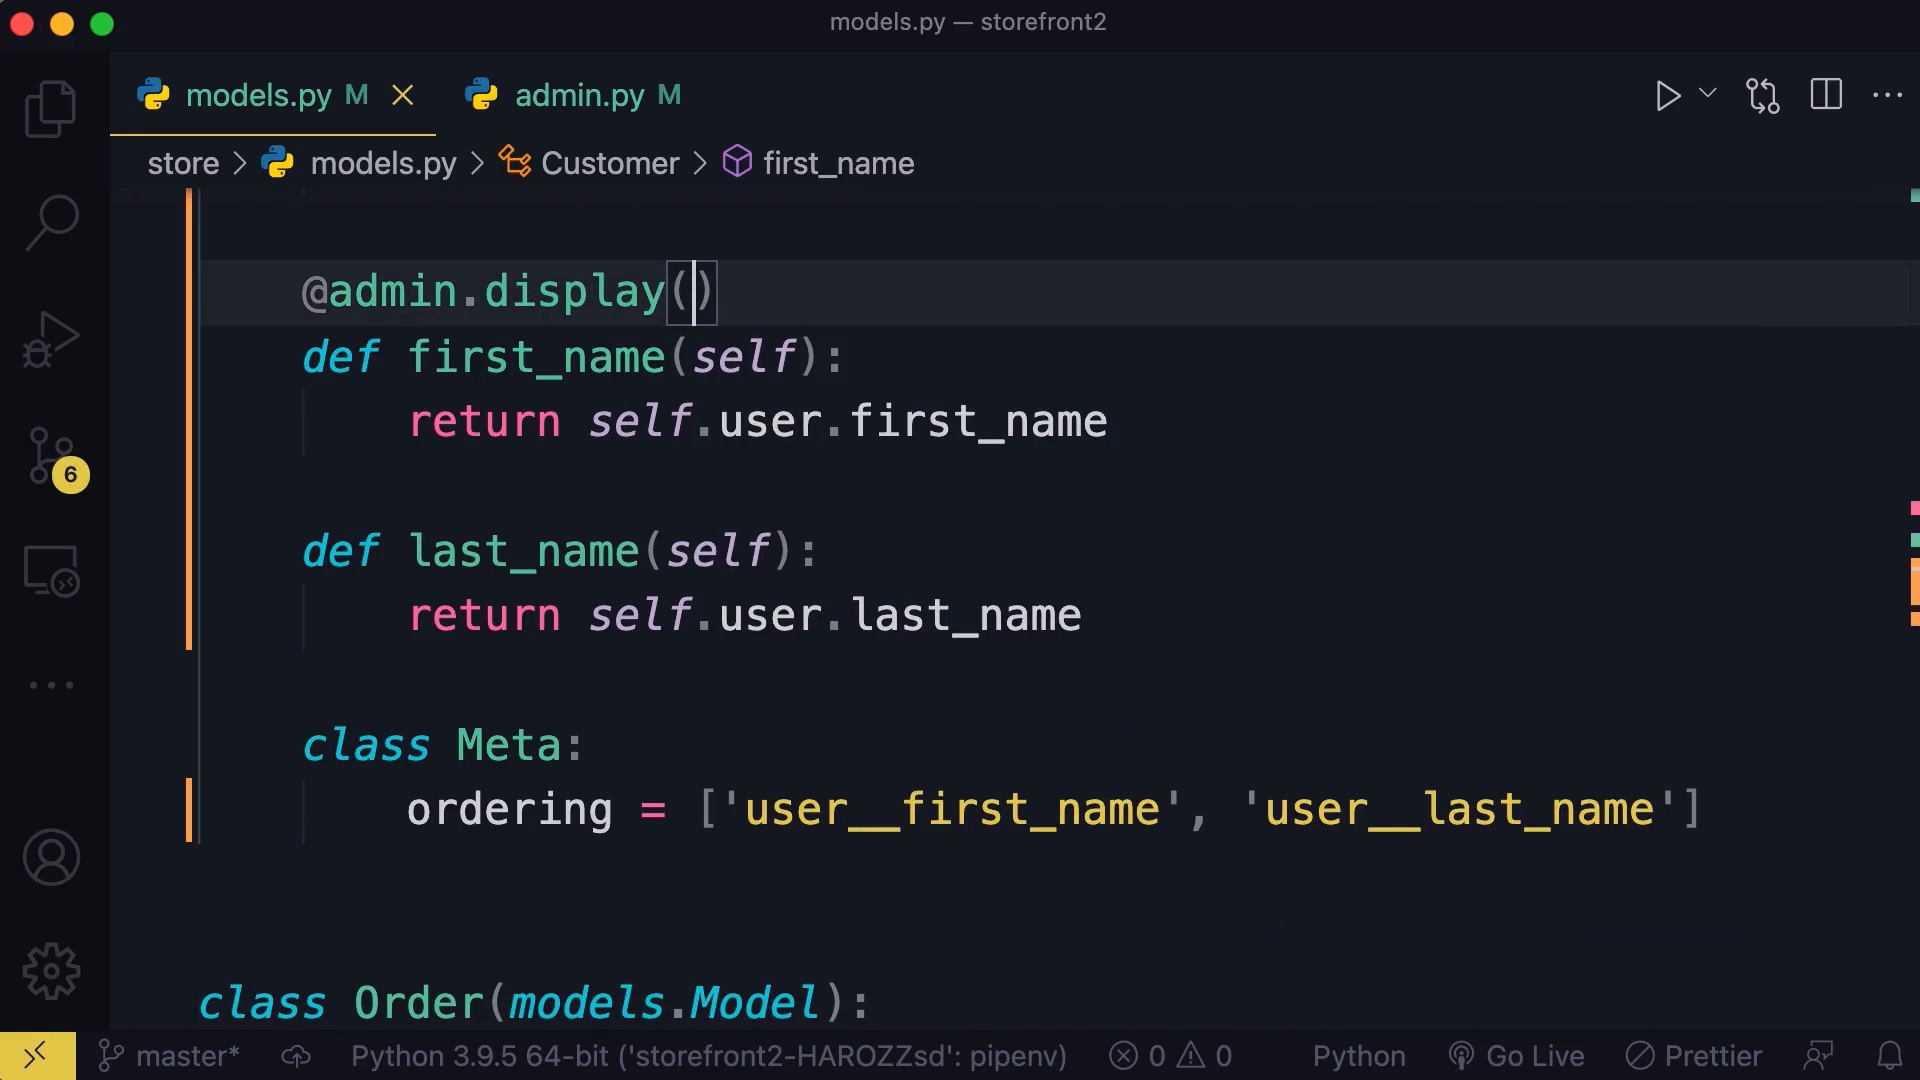 models.py — storefront2
models.py M admin.py M
store > models.py > Customer > first_name
@admin.display()
def first_name(self):
return self.user.first_name
def last_name(self):
return self.user.last_name
class Meta:
ordering = ['user__first_name', 'user__last_name']
class Order(models.Model):
6
master* Python 3.9.5 64-bit ('storefront2-HAROZZsd': pipenv) 0 0 Python Go Live Prettier